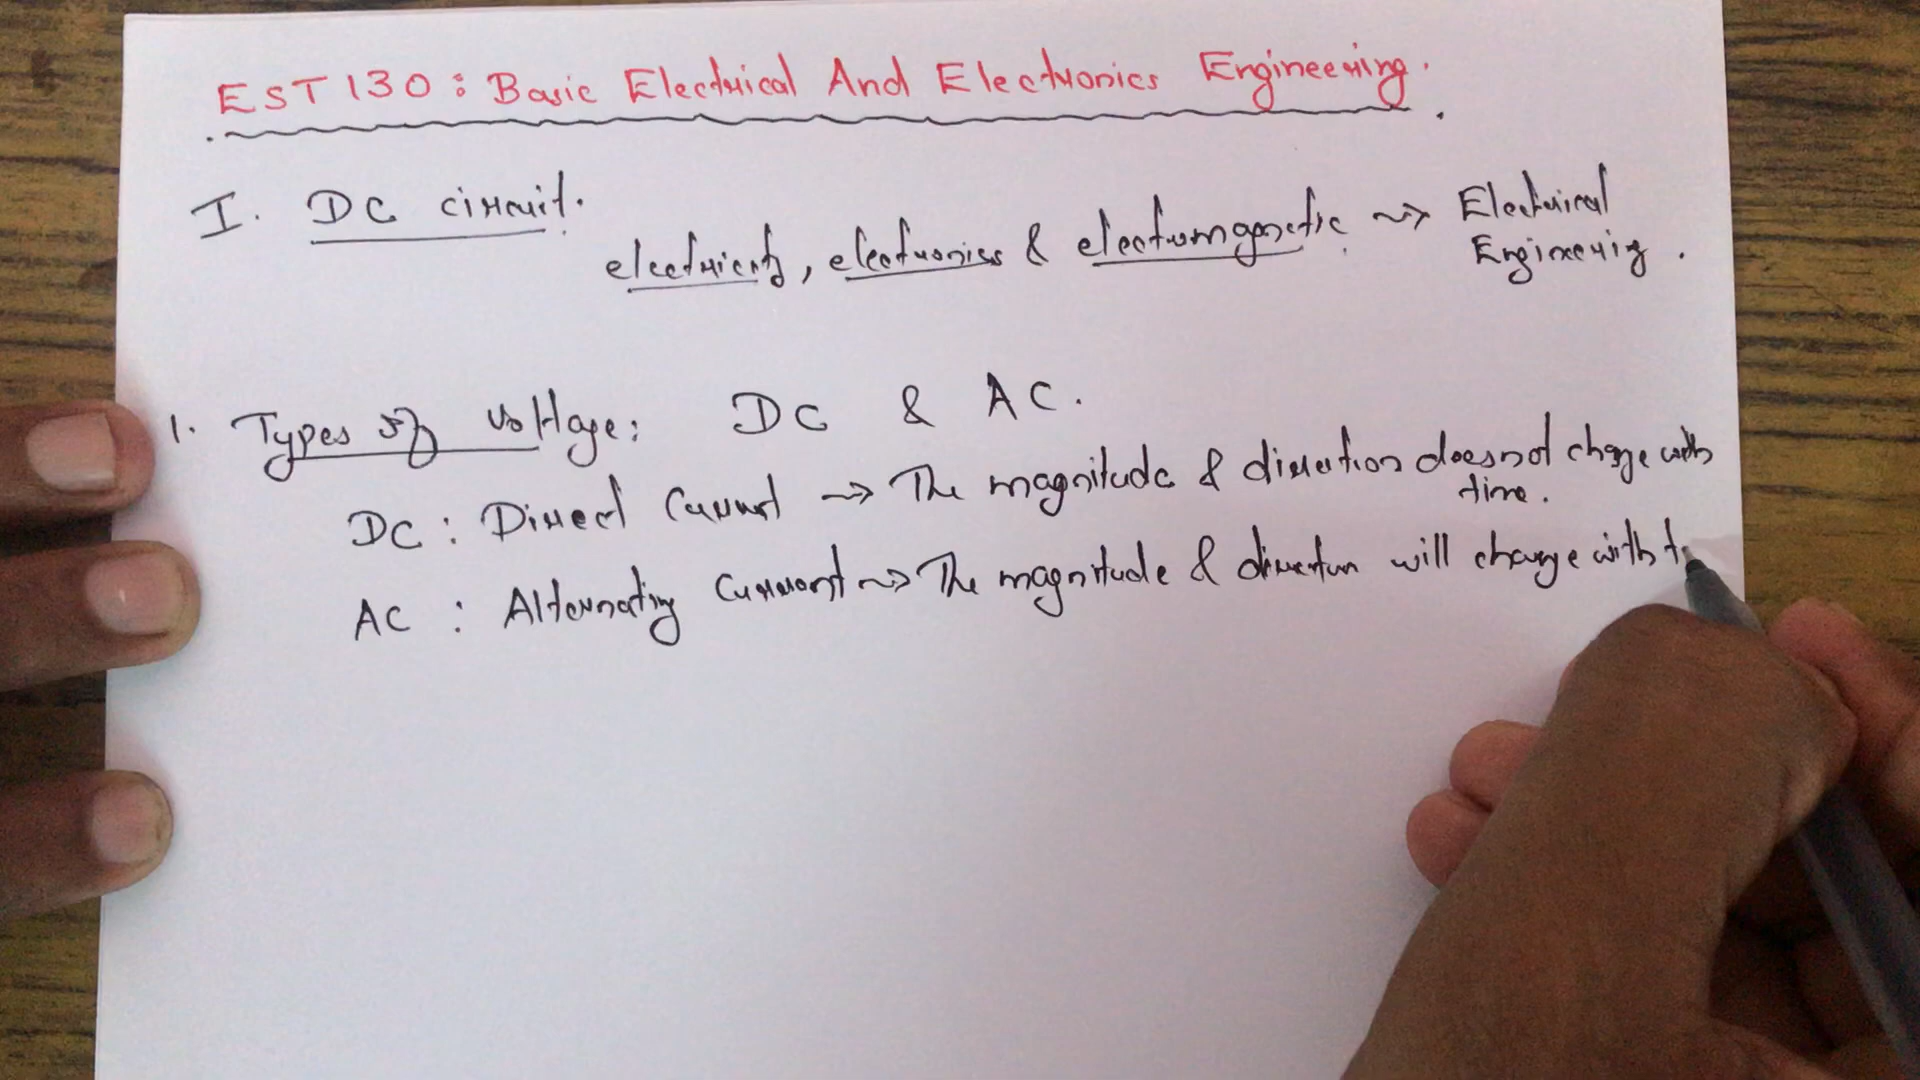 EST 130 : Basic Electrical And Electronics Engineering.
I. DC circuit.
electricity, electronics & electromagnetic → Electrical
Engineering.
1. Types of voltage: DC & AC.
DC : Direct Current → The magnitude & direction does not change with
time.
AC : Alternating Current → The magnitude & direction will change with t